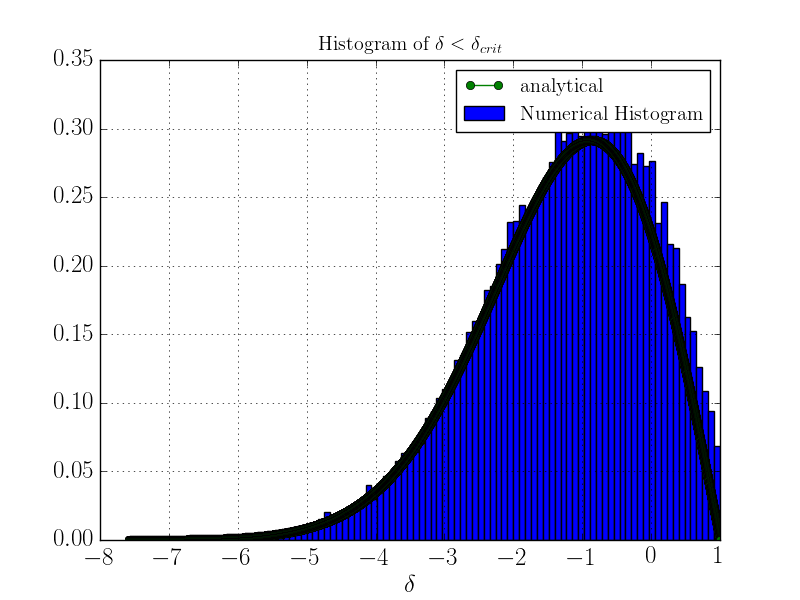 Histogram of δ < δ_crit
0.35
0.30
0.25
0.20
0.15
0.10
0.05
0.00
analytical
Numerical Histogram
−8 −7 −6 −5 −4 −3 −2 −1 0 1
δ